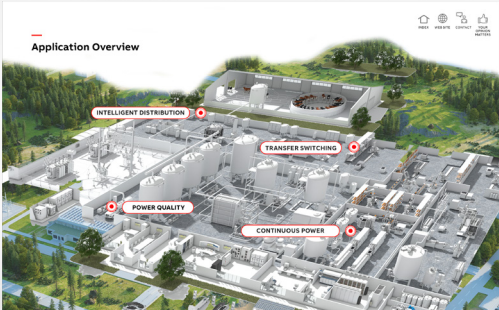 INDEX
WEB SITE
CONTACT
YOUR
OPINION
MATTERS
Application Overview
INTELLIGENT DISTRIBUTION
TRANSFER SWITCHING
POWER QUALITY
CONTINUOUS POWER